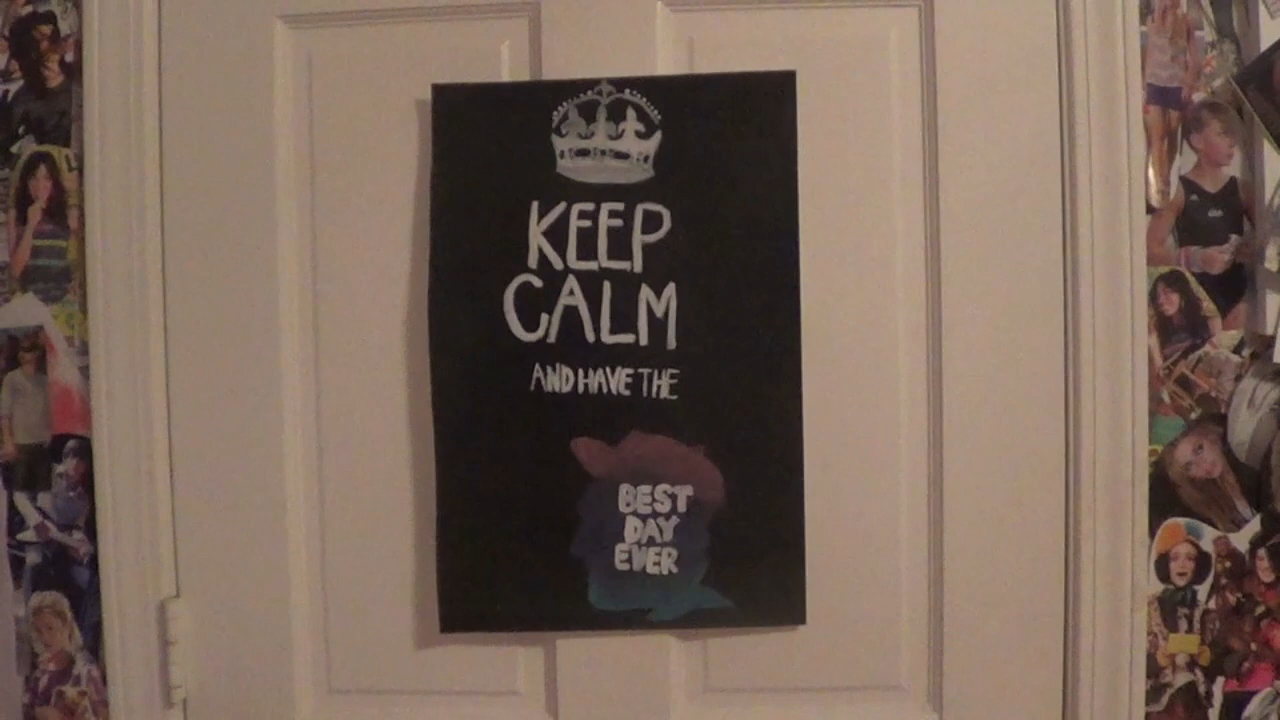 KEEP
CALM
AND HAVE THE
BEST
DAY
EVER